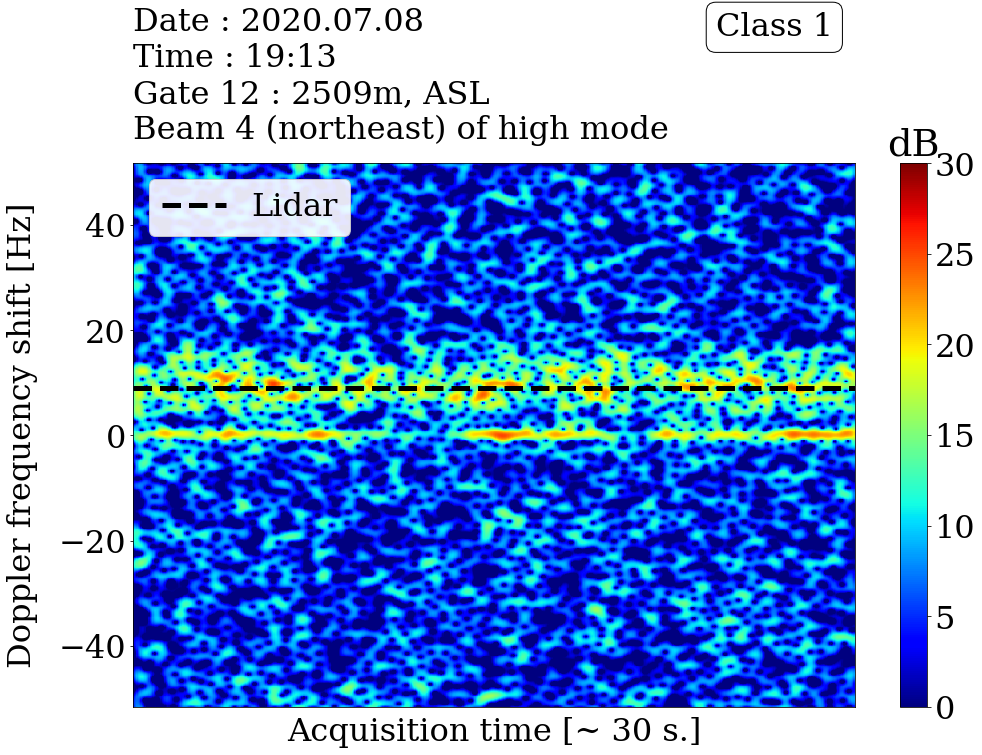 Date : 2020.07.08
Time : 19:13
Gate 12 : 2509m, ASL
Beam 4 (northeast) of high mode
Class 1
dB
Lidar
Doppler frequency shift [Hz]
40
20
0
−20
−40
Acquisition time [~ 30 s.]
30
25
20
15
10
5
0